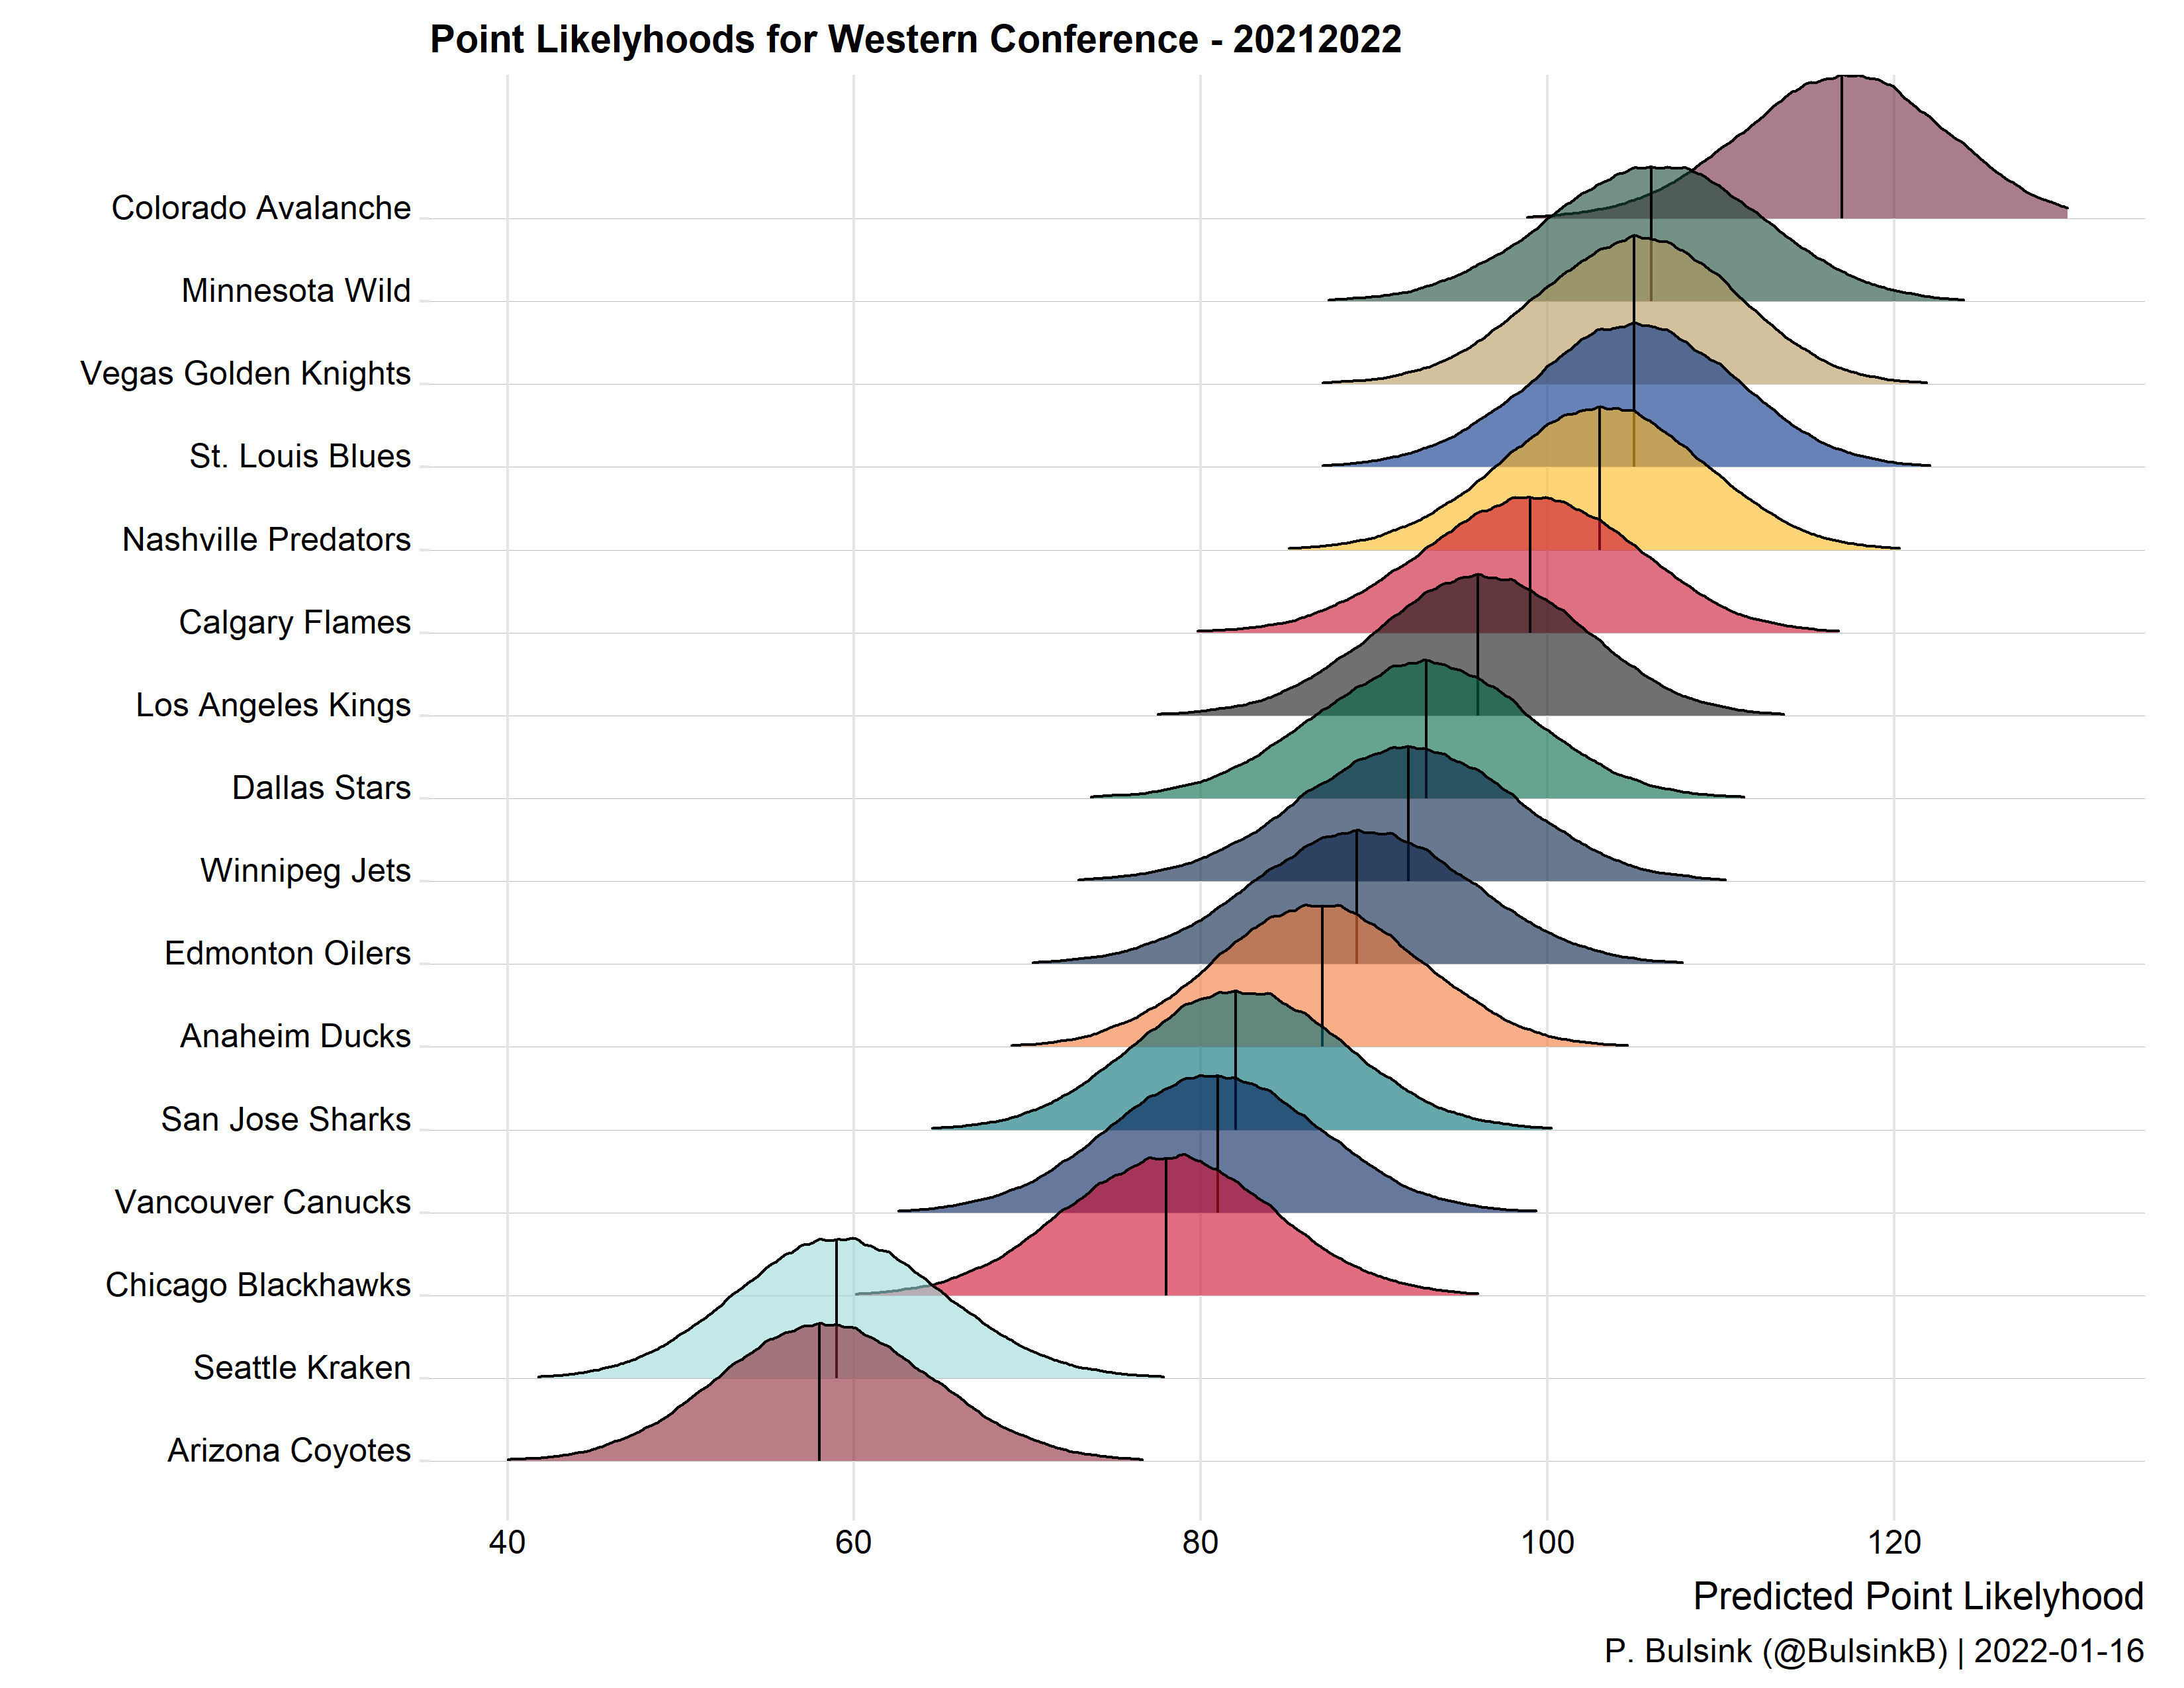 Point Likelyhoods for Western Conference - 20212022
Colorado Avalanche
Minnesota Wild
Vegas Golden Knights
St. Louis Blues
Nashville Predators
Calgary Flames
Los Angeles Kings
Dallas Stars
Winnipeg Jets
Edmonton Oilers
Anaheim Ducks
San Jose Sharks
Vancouver Canucks
Chicago Blackhawks
Seattle Kraken
Arizona Coyotes
40 60 80 100 120
Predicted Point Likelyhood
P. Bulsink (@BulsinkB) | 2022-01-16